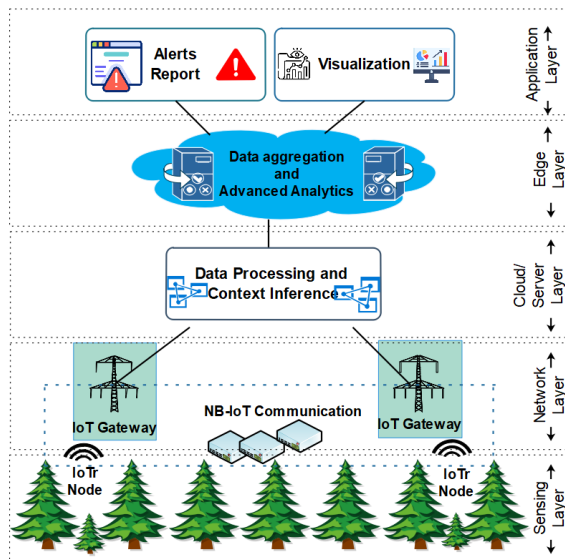 Alerts
Report
Visualization
Application
Layer
Data aggregation
and
Advanced Analytics
Edge
Layer
Data Processing and
Context Inference
Cloud/
Server
Layer
IoT Gateway
NB-IoT Communication
IoT Gateway
Network
Layer
IoTr
Node
IoTr
Node
Sensing
Layer